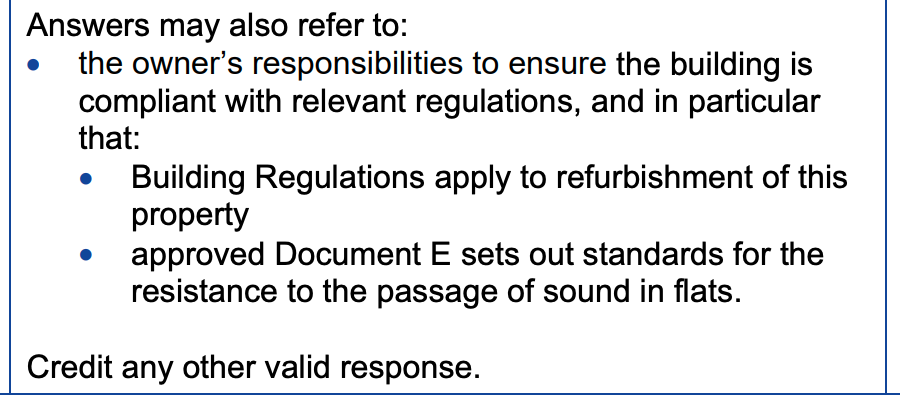 Answers may also refer to:
• the owner’s responsibilities to ensure the building is
compliant with relevant regulations, and in particular
that:
• Building Regulations apply to refurbishment of this
property
• approved Document E sets out standards for the
resistance to the passage of sound in flats.
Credit any other valid response.